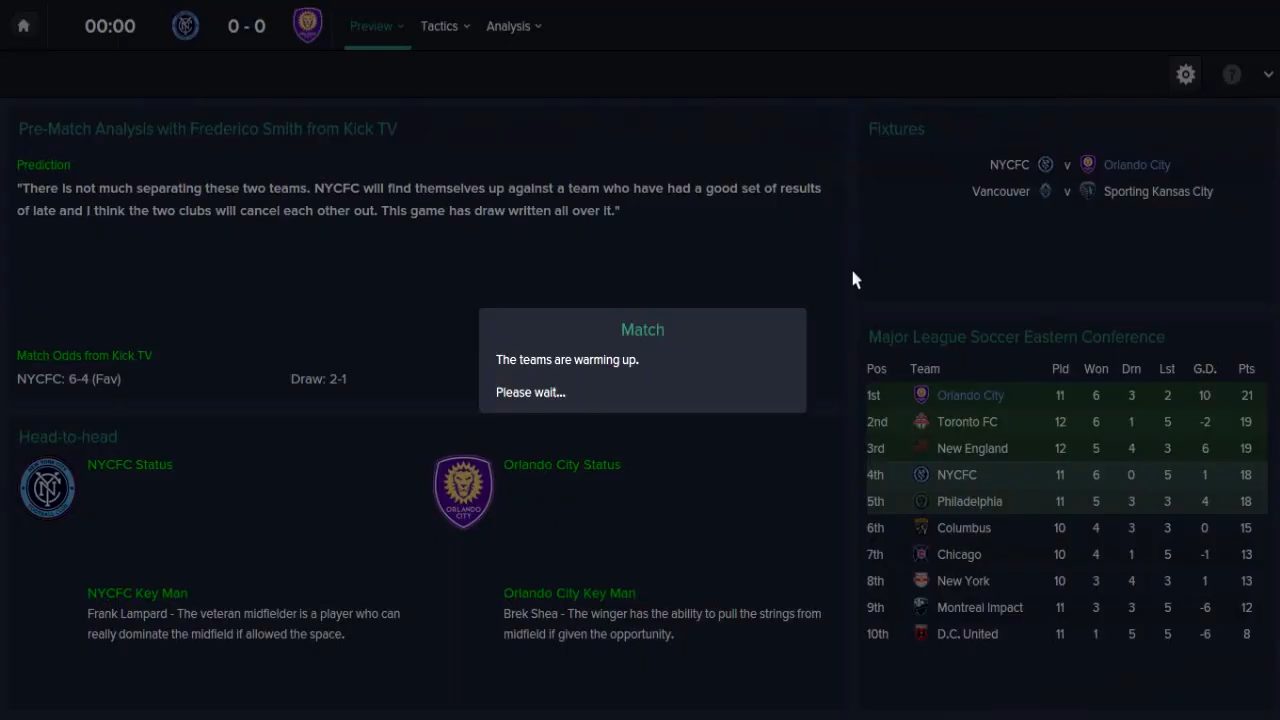 00:00
0 - 0
Preview
Tactics
Analysis
?
Pre-Match Analysis with Frederico Smith from Kick TV
Prediction
"There is not much separating these two teams. NYCFC will find themselves up against a team who have had a good set of results
of late and I think the two clubs will cancel each other out. This game has draw written all over it."
Match Odds from Kick TV
NYCFC: 6-4 (Fav)
Draw: 2-1
Match
The teams are warming up.
Please wait...
Head-to-head
NYCFC Status
Orlando City Status
ORLANDO
CITY
NYCFC Key Man
Frank Lampard - The veteran midfielder is a player who can
really dominate the midfield if allowed the space.
Orlando City Key Man
Brek Shea - The winger has the ability to pull the strings from
midfield if given the opportunity.
Fixtures
NYCFC v Orlando City
Vancouver v Sporting Kansas City
Major League Soccer Eastern Conference
Pos Team Pld Won Drn Lst G.D. Pts
1st Orlando City 11 6 3 2 10 21
2nd Toronto FC 12 6 1 5 -2 19
3rd New England 12 5 4 3 6 19
4th NYCFC 11 6 0 5 1 18
5th Philadelphia 11 5 3 3 4 18
6th Columbus 10 4 3 3 0 15
7th Chicago 10 4 1 5 -1 13
8th New York 10 3 4 3 1 13
9th Montreal Impact 11 3 3 5 -6 12
10th D.C. United 11 1 5 5 -6 8